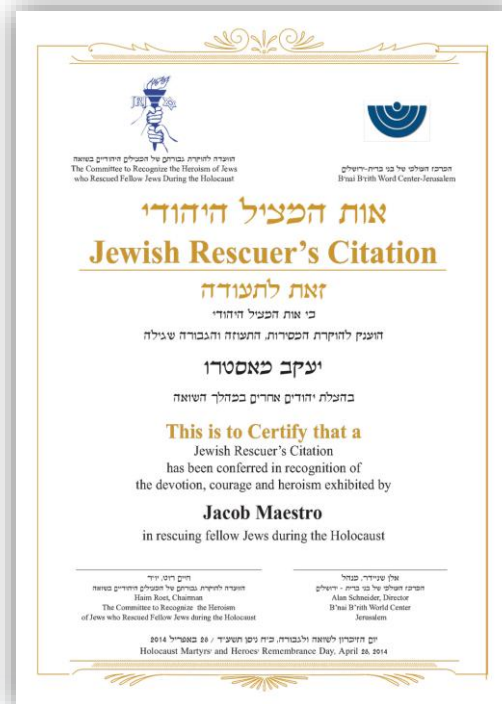 הוועדה להוקרת גבורתם של המצילים היהודיים בשואה
The Committee to Recognize the Heroism of Jews
who Rescued Fellow Jews During the Holocaust
המרכז העולמי של בני ברית-ירושלים
B'nai B'rith Word Center-Jerusalem
אות המציל היהודי
Jewish Rescuer's Citation
זאת לתעודה
כי אות המציל היהודי
הוענק להוקרת המסירות, התעוזה והגבורה שגילה
יעקב מאסטרו
בהצלת יהודים אחרים במהלך השואה
This is to Certify that a
Jewish Rescuer's Citation
has been conferred in recognition of
the devotion, courage and heroism exhibited by
Jacob Maestro
in rescuing fellow Jews during the Holocaust
חיים רוט, יו״ר
הוועדה להוקרת גבורתם של המצילים היהודיים בשואה
Haim Roet, Chairman
The Committee to Recognize the Heroism
of Jews who Rescued Fellow Jews during the Holocaust
אלן שניידר, מנהל
המרכז העולמי של בני ברית - ירושלים
Alan Schneider, Director
B'nai B'rith World Center
Jerusalem
יום הזיכרון לשואה ולגבורה, כ״ח ניסן תשע״ד / 28 באפריל 2014
Holocaust Martyrs' and Heroes' Remembrance Day, April 28, 2014